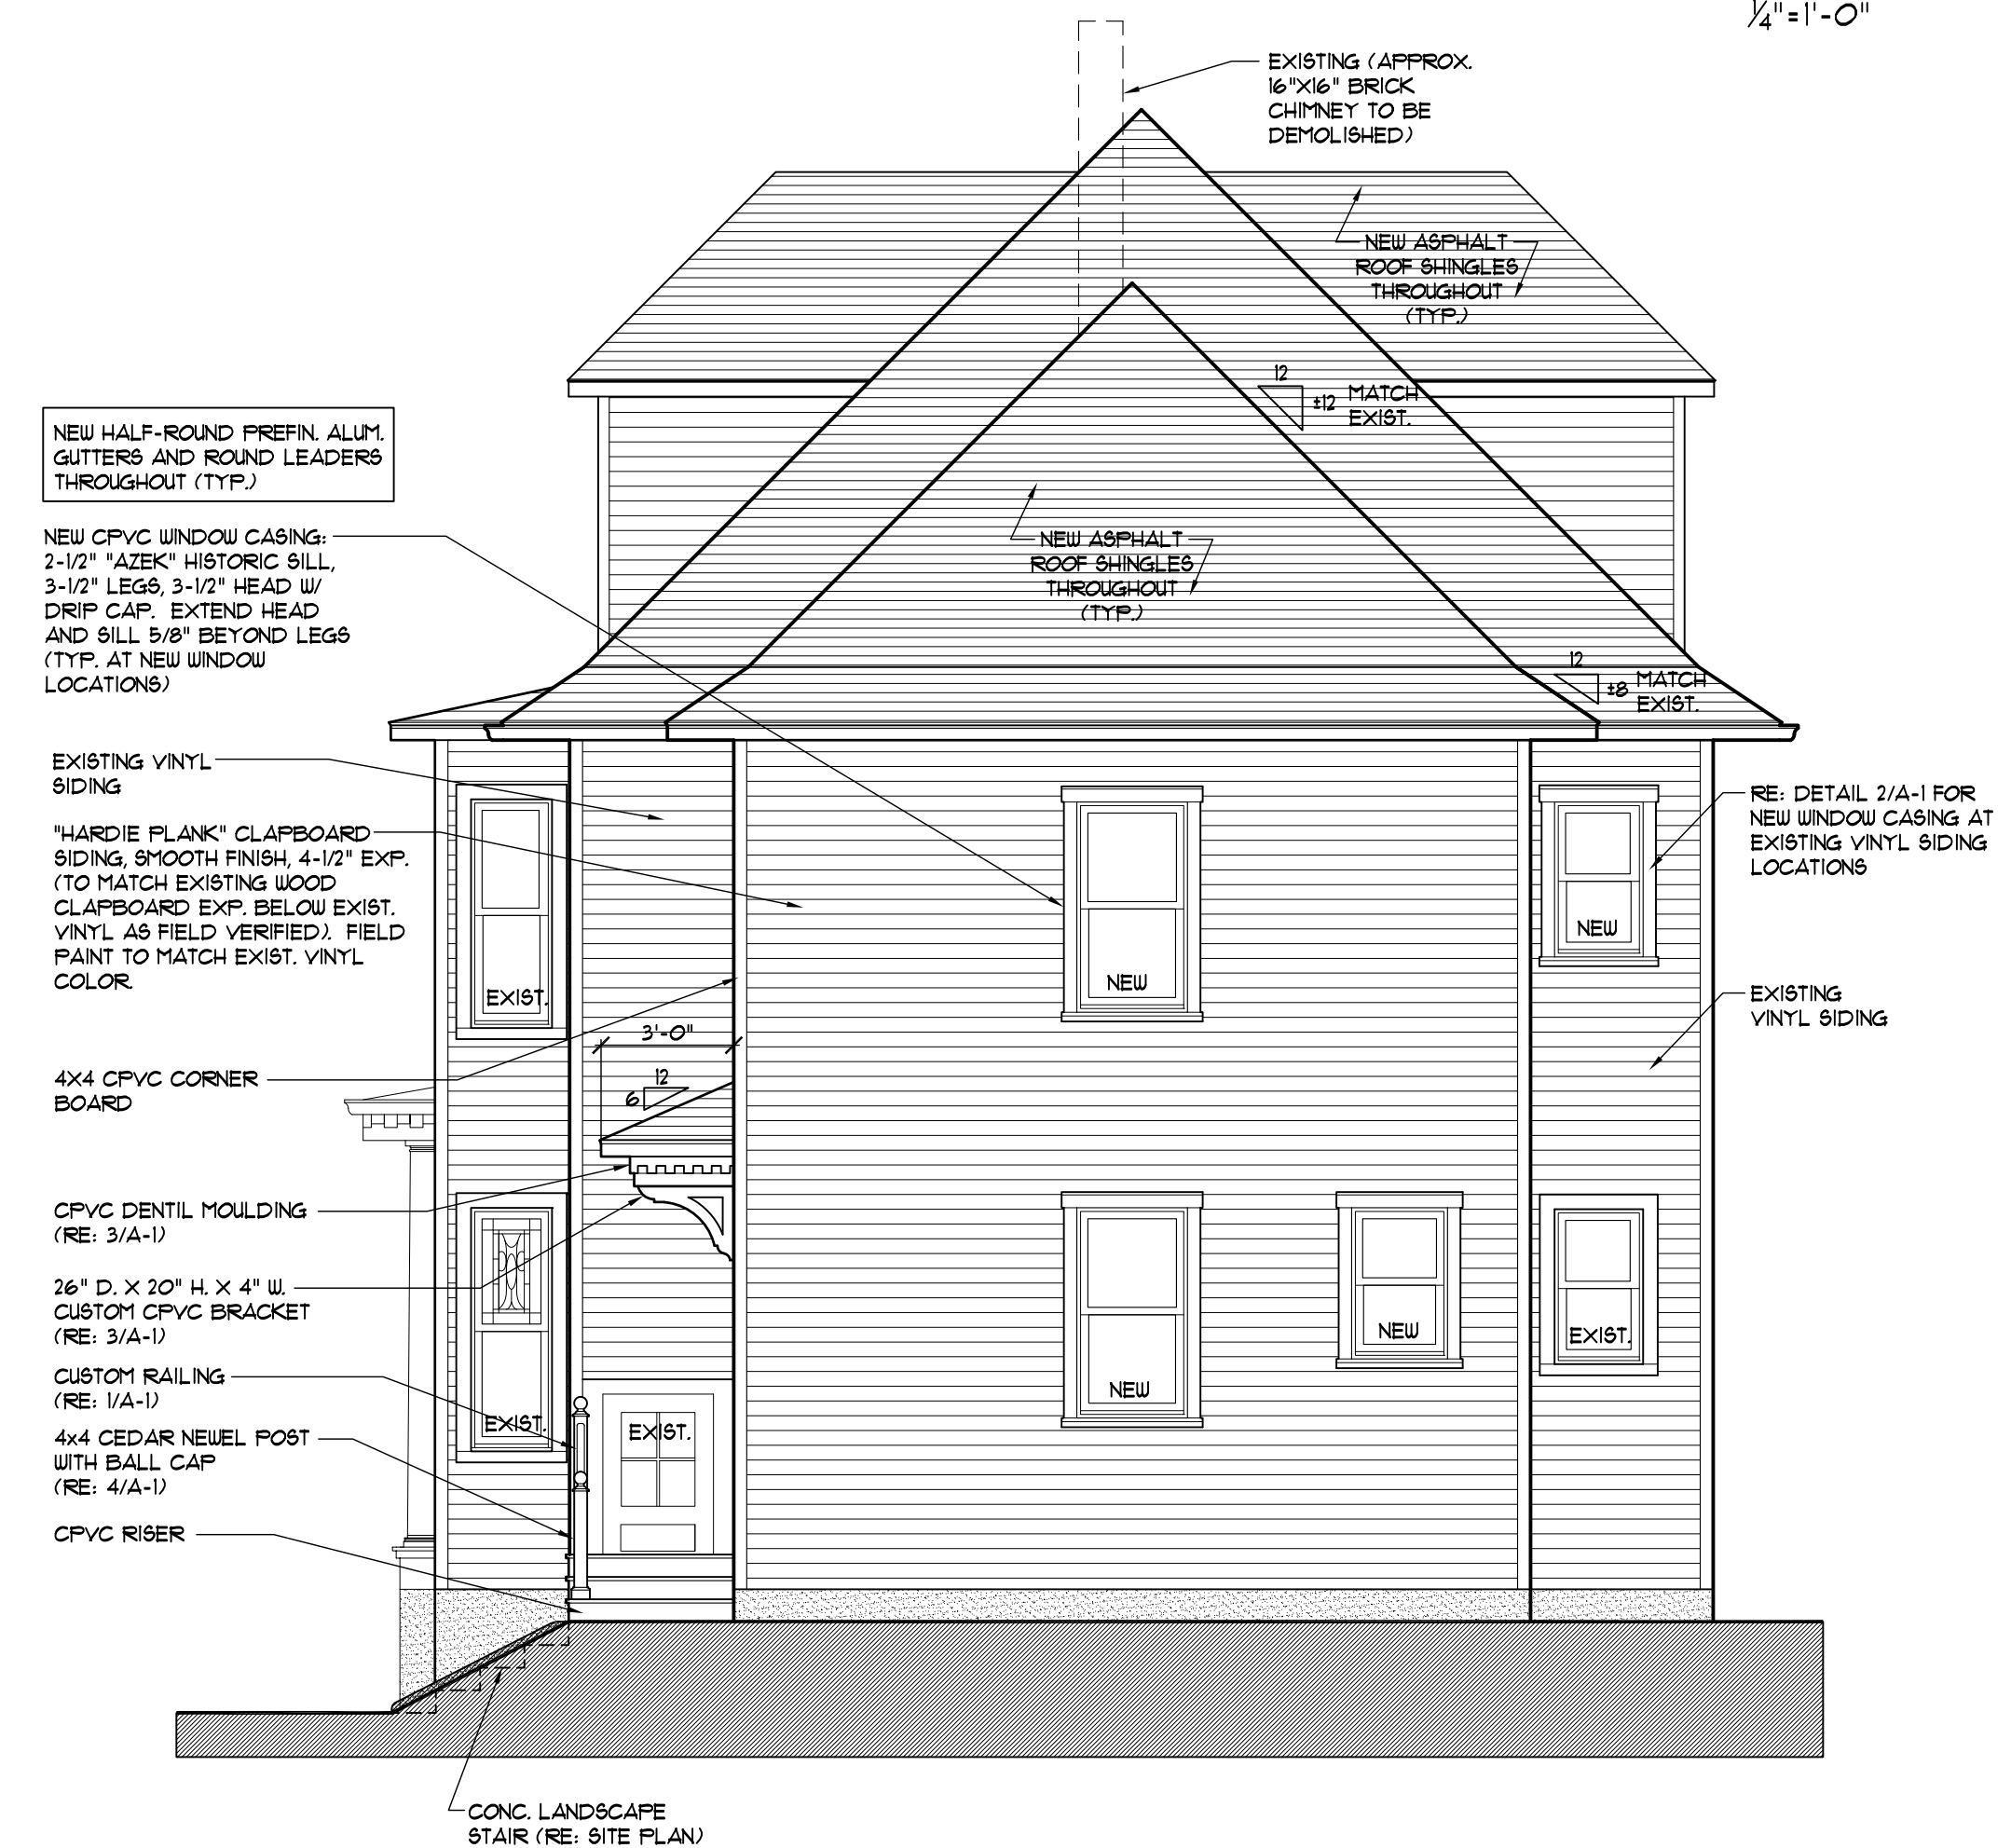 1/4"=1'-0"
EXISTING (APPROX.
16"X16" BRICK
CHIMNEY TO BE
DEMOLISHED)
NEW ASPHALT
ROOF SHINGLES
THROUGHOUT
(TYP.)
12
±12
MATCH
EXIST.
NEW HALF-ROUND PREFIN. ALUM.
GUTTERS AND ROUND LEADERS
THROUGHOUT (TYP.)
NEW CPVC WINDOW CASING:
2-1/2" "AZEK" HISTORIC SILL,
3-1/2" LEGS, 3-1/2" HEAD W/
DRIP CAP. EXTEND HEAD
AND SILL 5/8" BEYOND LEGS
(TYP. AT NEW WINDOW
LOCATIONS)
NEW ASPHALT
ROOF SHINGLES
THROUGHOUT
(TYP.)
12
±8
MATCH
EXIST.
EXISTING VINYL
SIDING
"HARDIE PLANK" CLAPBOARD
SIDING, SMOOTH FINISH, 4-1/2" EXP.
(TO MATCH EXISTING WOOD
CLAPBOARD EXP. BELOW EXIST.
VINYL AS FIELD VERIFIED). FIELD
PAINT TO MATCH EXIST. VINYL
COLOR.
RE: DETAIL 2/A-1 FOR
NEW WINDOW CASING AT
EXISTING VINYL SIDING
LOCATIONS
EXIST.
NEW
NEW
EXISTING
VINYL SIDING
3'-0"
12
6
4X4 CPVC CORNER
BOARD
CPVC DENTIL MOULDING
(RE: 3/A-1)
26" D. X 20" H. X 4" W.
CUSTOM CPVC BRACKET
(RE: 3/A-1)
CUSTOM RAILING
(RE: 1/A-1)
4x4 CEDAR NEWEL POST
WITH BALL CAP
(RE: 4/A-1)
CPVC RISER
EXIST.
EXIST.
NEW
NEW
EXIST.
CONC. LANDSCAPE
STAIR (RE: SITE PLAN)